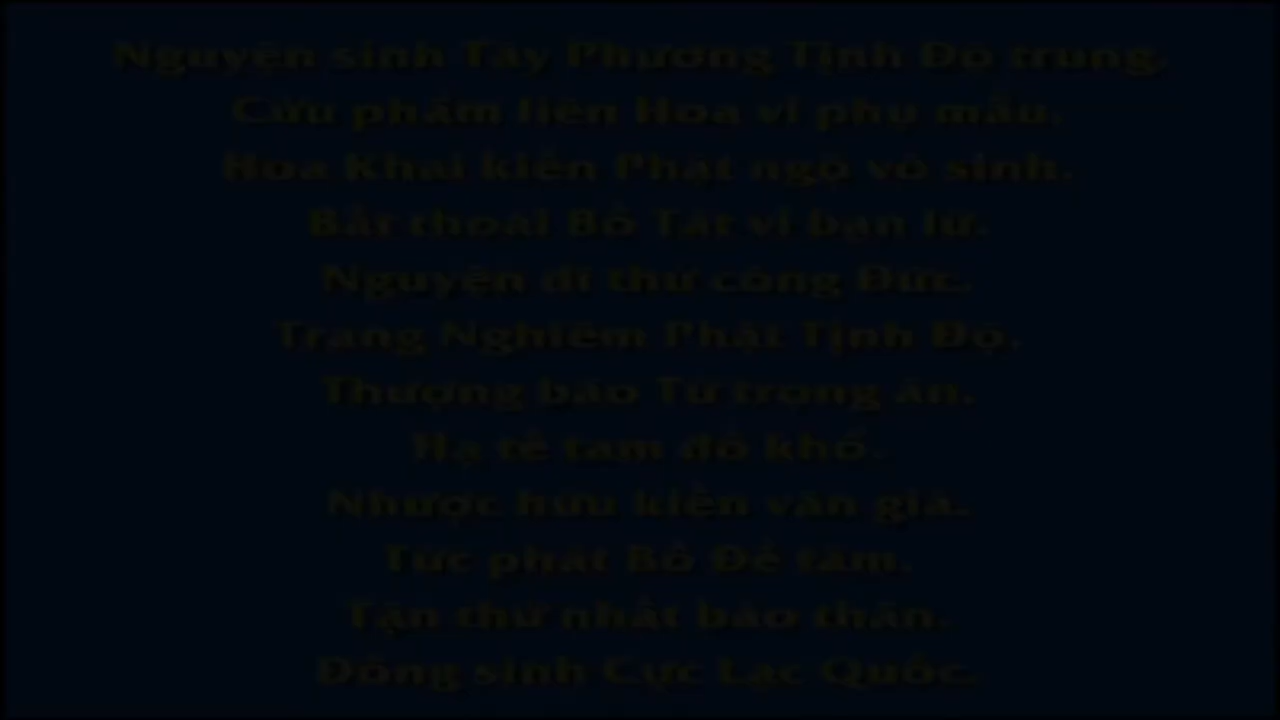 Nguyện sinh Tây Phương Tịnh Độ trung.
Cửu phẩm liên Hoa vi phụ mẫu.
Hoa Khai kiến Phật ngộ vô sinh.
Bất thoái Bồ Tát vi bạn lữ.
Nguyện dĩ thử công Đức.
Trang Nghiêm Phật Tịnh Độ.
Thượng báo Tứ trọng ân.
Hạ tế tam đồ khổ.
Nhược hữu kiến văn giả.
Tức phát Bồ Đề tâm.
Tận thử nhất báo thân.
Đồng sinh Cực Lạc Quốc.